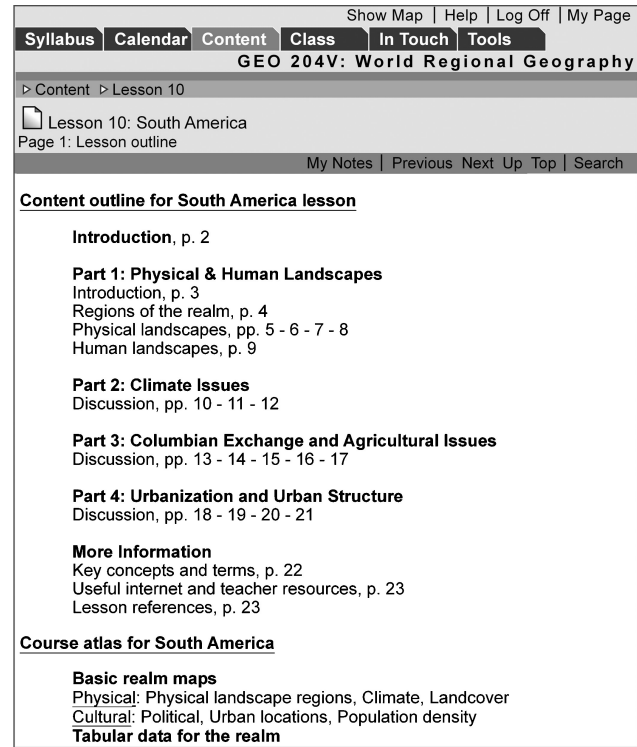 Show Map | Help | Log Off | My Page
Syllabus Calendar Content Class In Touch Tools
GEO 204V: World Regional Geography
Content Lesson 10
Lesson 10: South America
Page 1: Lesson outline
My Notes | Previous Next Up Top | Search
Content outline for South America lesson
Introduction, p. 2
Part 1: Physical & Human Landscapes
Introduction, p. 3
Regions of the realm, p. 4
Physical landscapes, pp. 5 - 6 - 7 - 8
Human landscapes, p. 9
Part 2: Climate Issues
Discussion, pp. 10 - 11 - 12
Part 3: Columbian Exchange and Agricultural Issues
Discussion, pp. 13 - 14 - 15 - 16 - 17
Part 4: Urbanization and Urban Structure
Discussion, pp. 18 - 19 - 20 - 21
More Information
Key concepts and terms, p. 22
Useful internet and teacher resources, p. 23
Lesson references, p. 23
Course atlas for South America
Basic realm maps
Physical: Physical landscape regions, Climate, Landcover
Cultural: Political, Urban locations, Population density
Tabular data for the realm